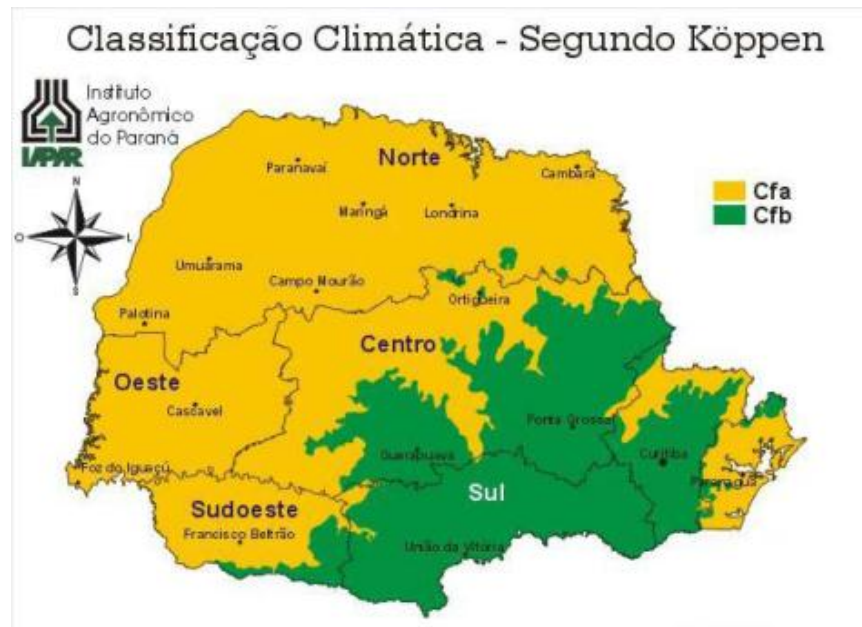 Classificação Climática - Segundo Köppen
Instituto
Agronômico
do Paraná
IAPAR
N
O
L
S
Cfa
Cfb
Norte
Paranavaí
Cambará
Maringá
Londrina
Umuarama
Campo Mourão
Ortigueira
Palotina
Centro
Oeste
Cascavel
Ponta Grossa
Guarapuava
Curitiba
Foz do Iguaçú
Paranaguá
Sul
Sudoeste
Francisco Beltrão
União da Vitória